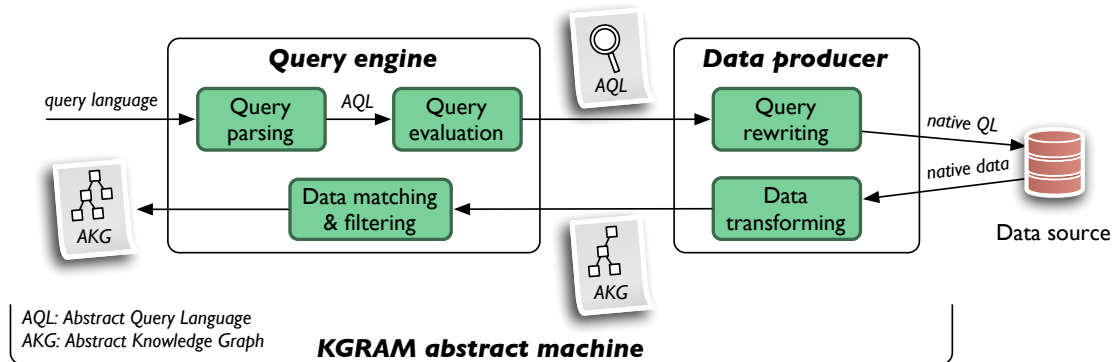 Query engine
Data producer
AQL
query language
Query
parsing
AQL
Query
evaluation
Query
rewriting
native QL
native data
Data matching
& filtering
Data
transforming
AKG
AKG
Data source
AQL: Abstract Query Language
AKG: Abstract Knowledge Graph
KGRAM abstract machine